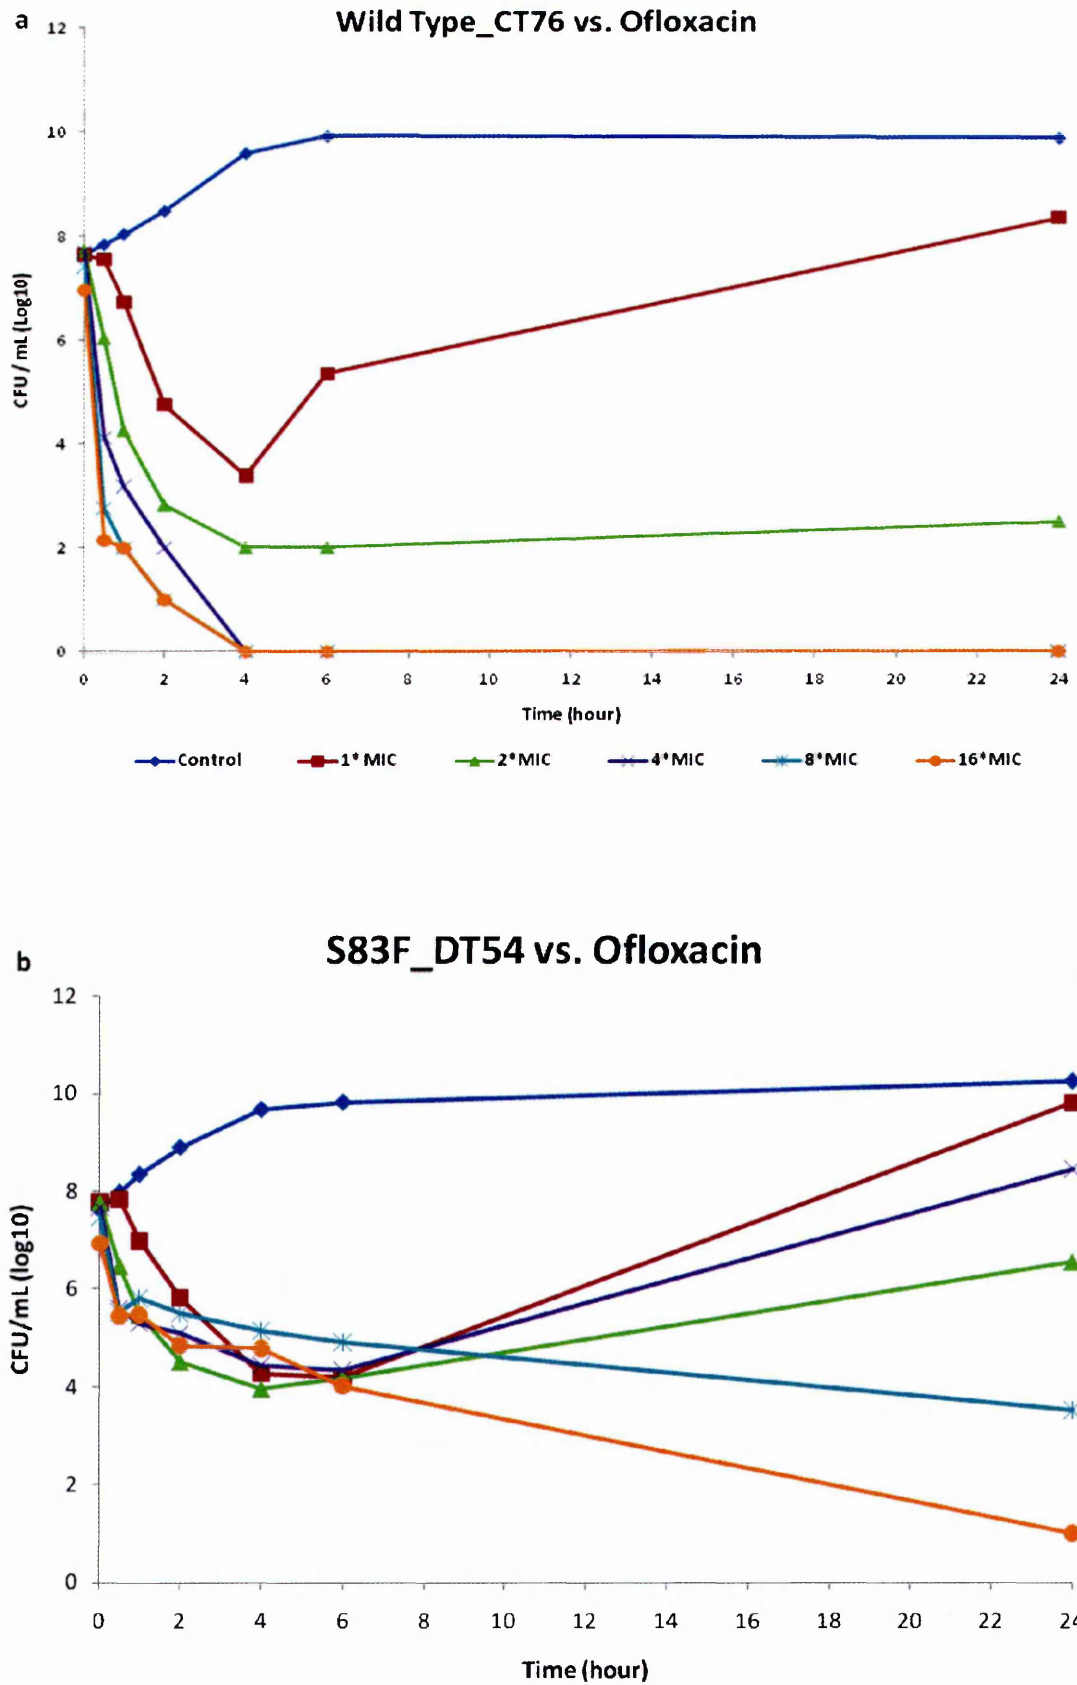 a
Wild Type_CT76 vs. Ofloxacin
12
10
8
6
4
2
0
CFU / mL (Log10)
0 2 4 6 8 10 12 14 16 18 20 22 24
Time (hour)
Control 1*MIC 2*MIC 4*MIC 8*MIC 16*MIC
b
S83F_DT54 vs. Ofloxacin
12
10
8
6
4
2
0
CFU/mL (log10)
0 2 4 6 8 10 12 14 16 18 20 22 24
Time (hour)